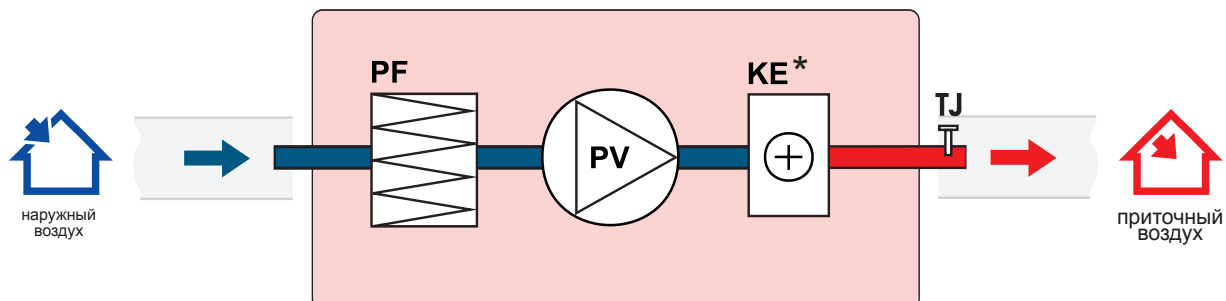 PF
KE*
TJ
PV
наружный
воздух
приточный
воздух